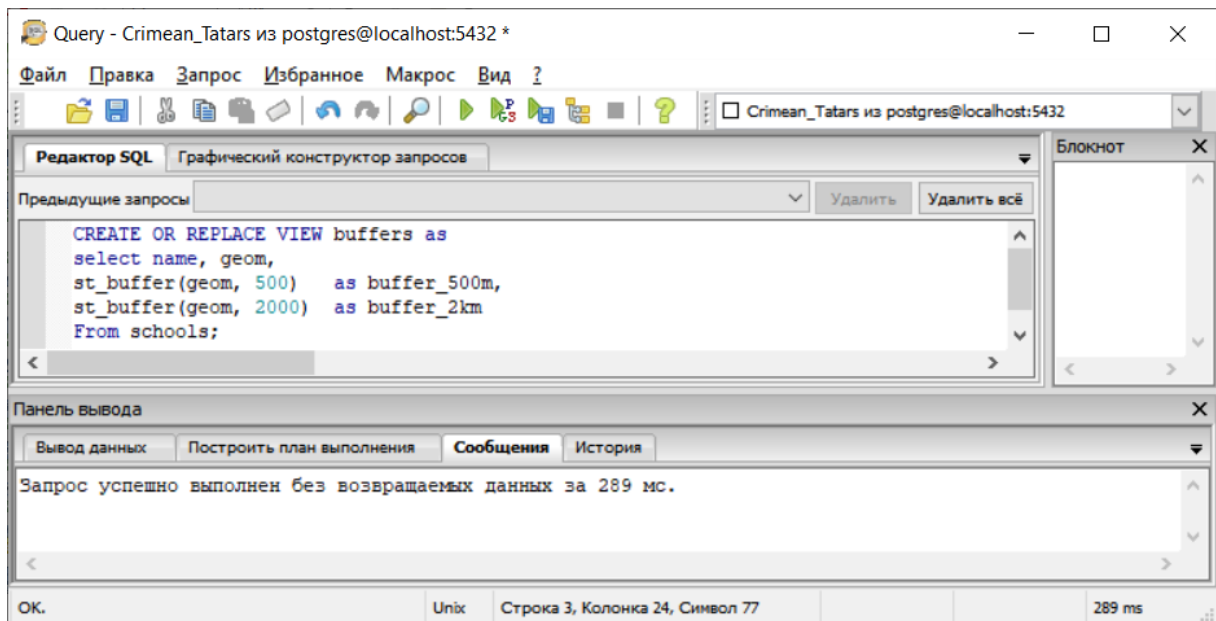 Query - Crimean_Tatars из postgres@localhost:5432 *
Файл Правка Запрос Избранное Макрос Вид ?
Crimean_Tatars из postgres@localhost:5432
Редактор SQL Графический конструктор запросов
Блокнот
Предыдущие запросы Удалить Удалить всё
CREATE OR REPLACE VIEW buffers as
select name, geom,
st_buffer(geom, 500) as buffer_500m,
st_buffer(geom, 2000) as buffer_2km
From schools;
Панель вывода
Вывод данных Построить план выполнения Сообщения История
Запрос успешно выполнен без возвращаемых данных за 289 мс.
OK. Unix Строка 3, Колонка 24, Символ 77 289 ms